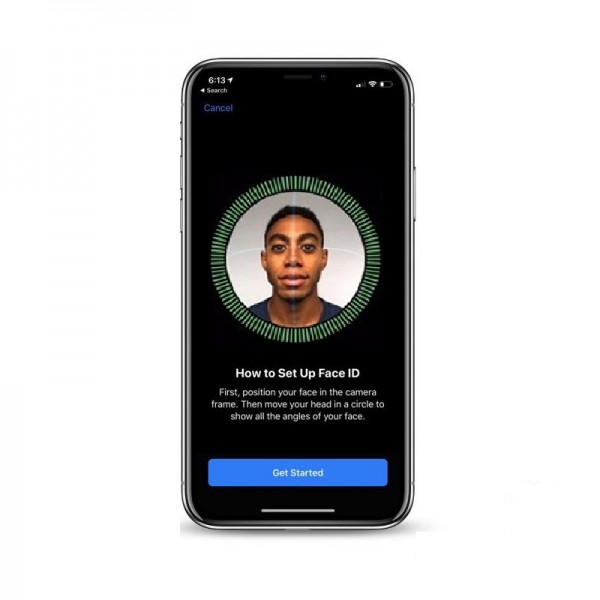 6:13
◀ Search
Cancel
How to Set Up Face ID
First, position your face in the camera
frame. Then move your head in a circle to
show all the angles of your face.
Get Started